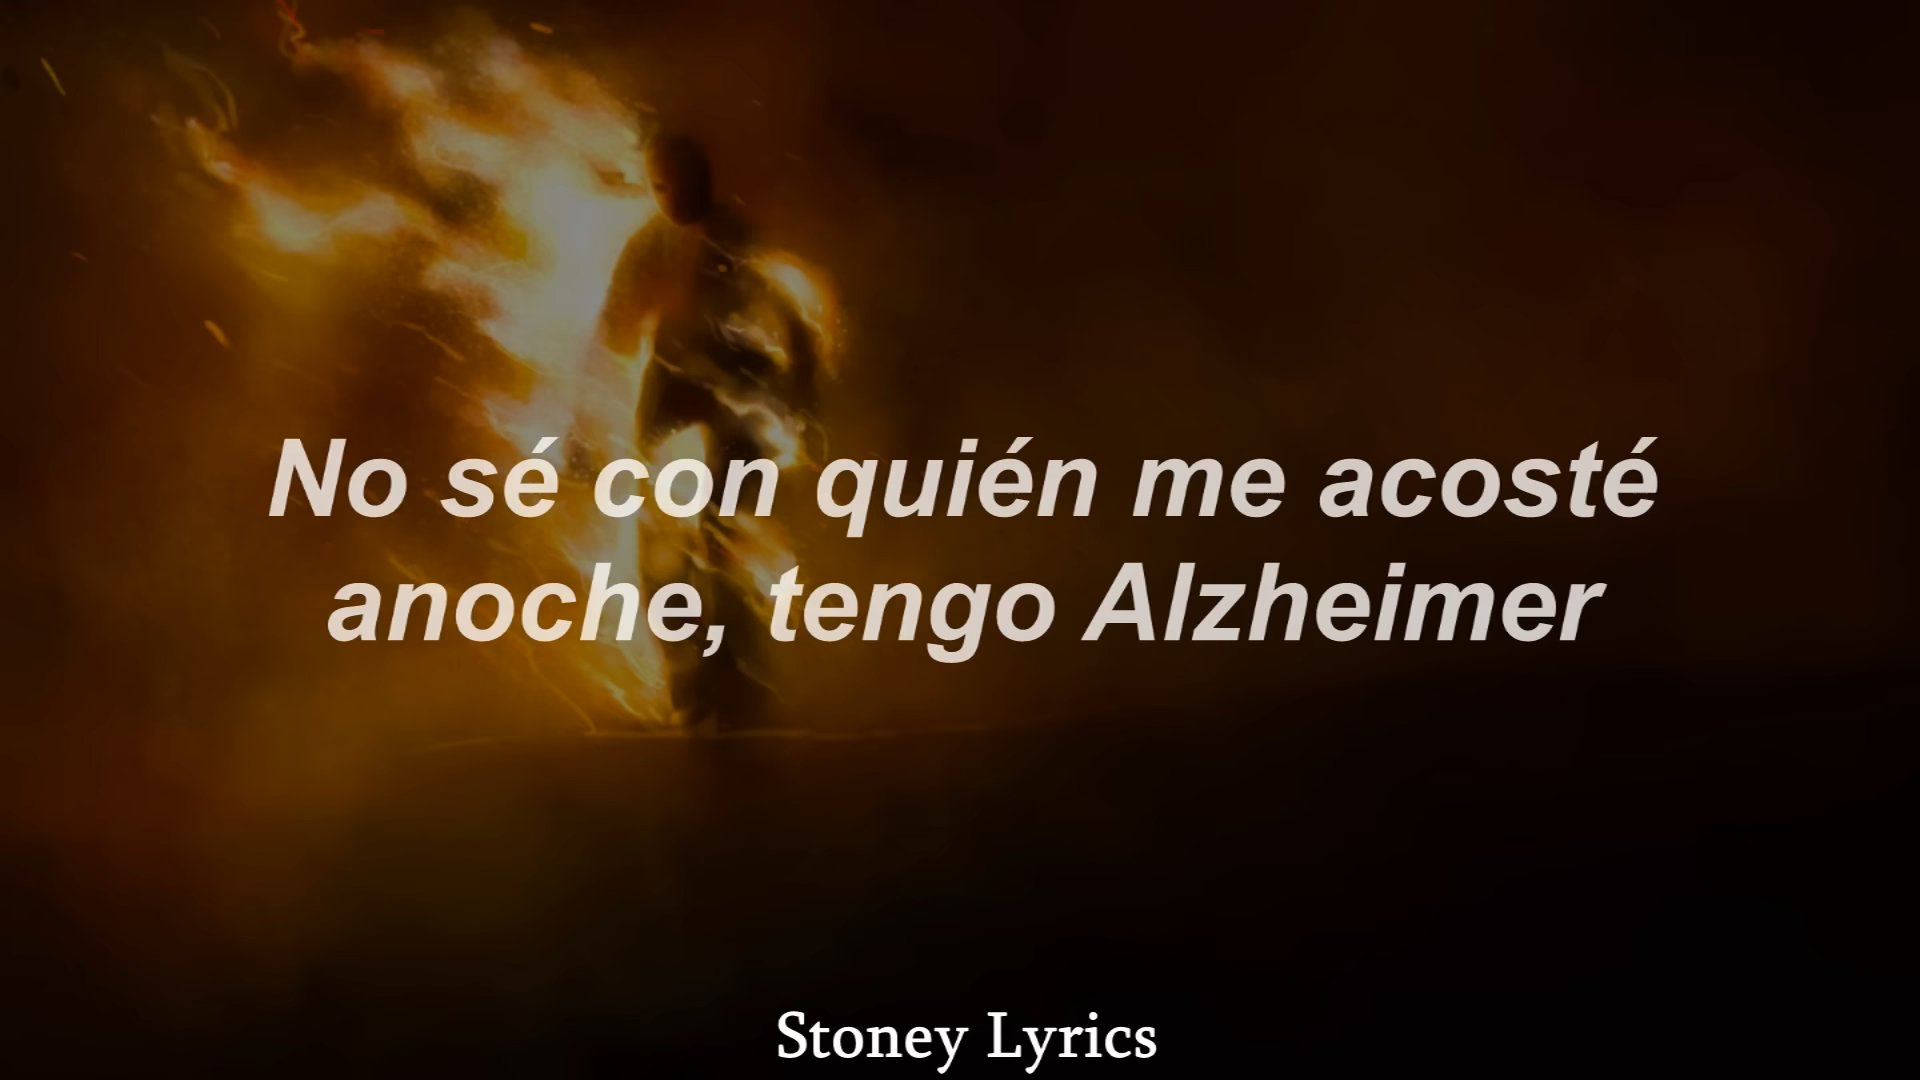 No sé con quién me acosté
anoche, tengo Alzheimer
Stoney Lyrics